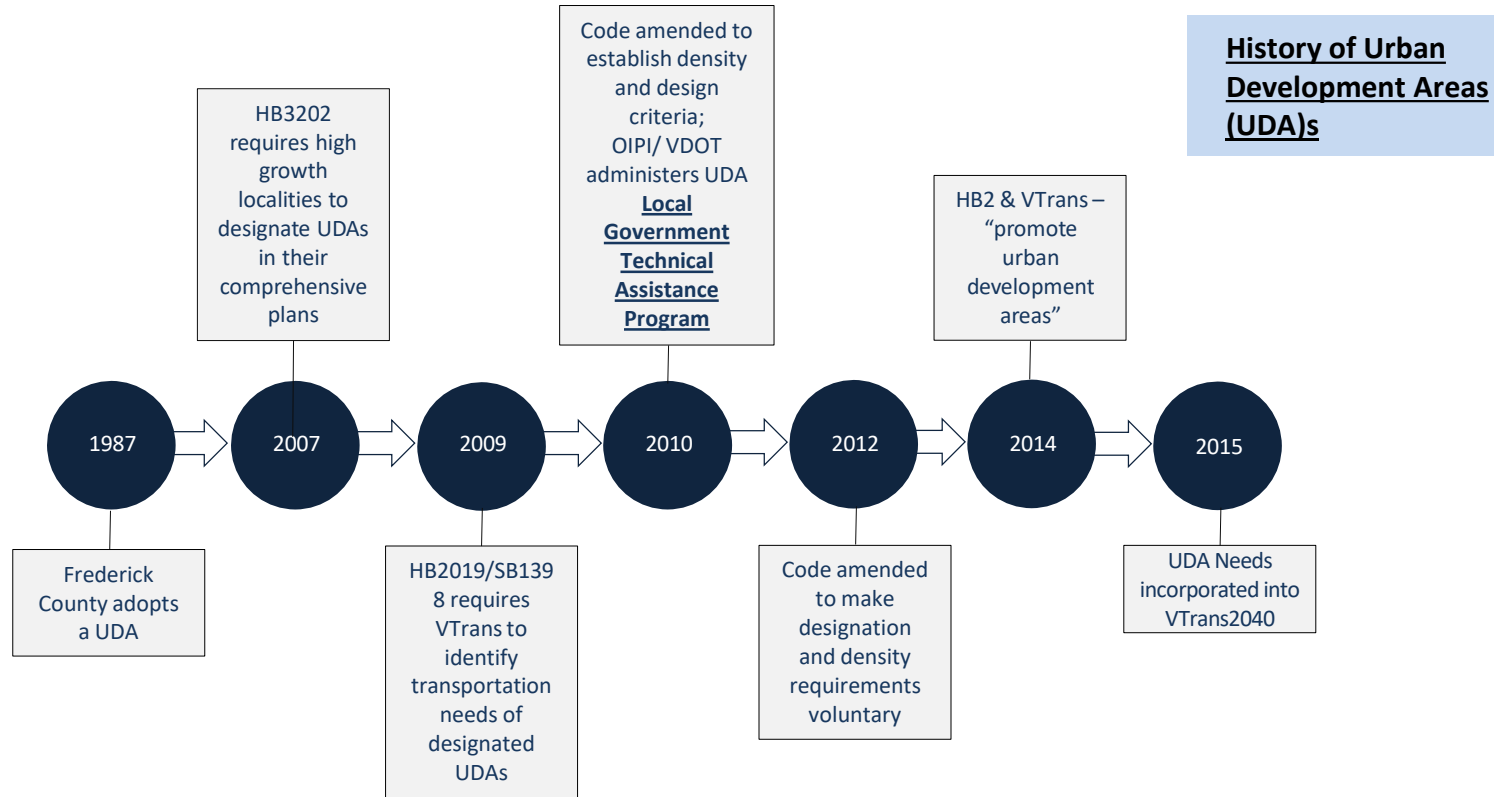 History of Urban
Development Areas
(UDA)s
Code amended to
establish density
and design
criteria;
OIPI/ VDOT
administers UDA
Local
Government
Technical
Assistance
Program
HB3202
requires high
growth
localities to
designate UDAs
in their
comprehensive
plans
HB2 & VTrans –
“promote
urban
development
areas”
1987
2007
2009
2010
2012
2014
2015
Frederick
County adopts
a UDA
HB2019/SB139
8 requires
VTrans to
identify
transportation
needs of
designated
UDAs
Code amended
to make
designation
and density
requirements
voluntary
UDA Needs
incorporated into
VTrans2040